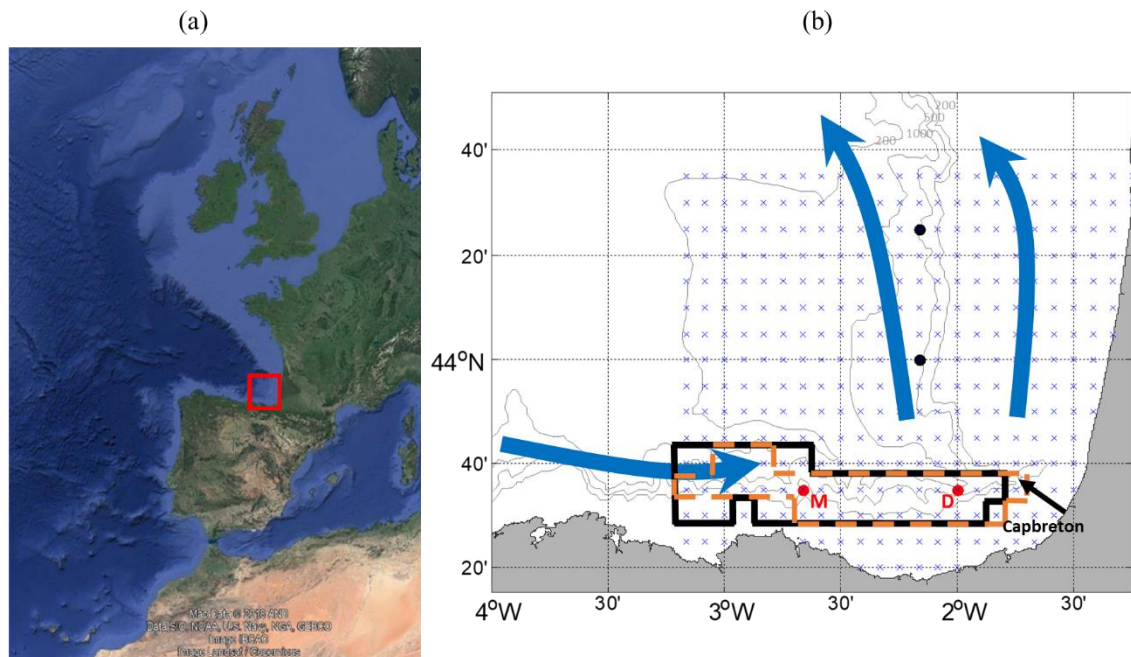 (a)
(b)
200
500
1000
200
40'
20'
44°N
40'
20'
M
D
Capbreton
4°W
30'
3°W
30'
2°W
30'
Map Data © 2018 AND
Data SIO, NOAA, U.S. Navy, NGA, GEBCO
Image IBCAO
Image Landsat / Copernicus